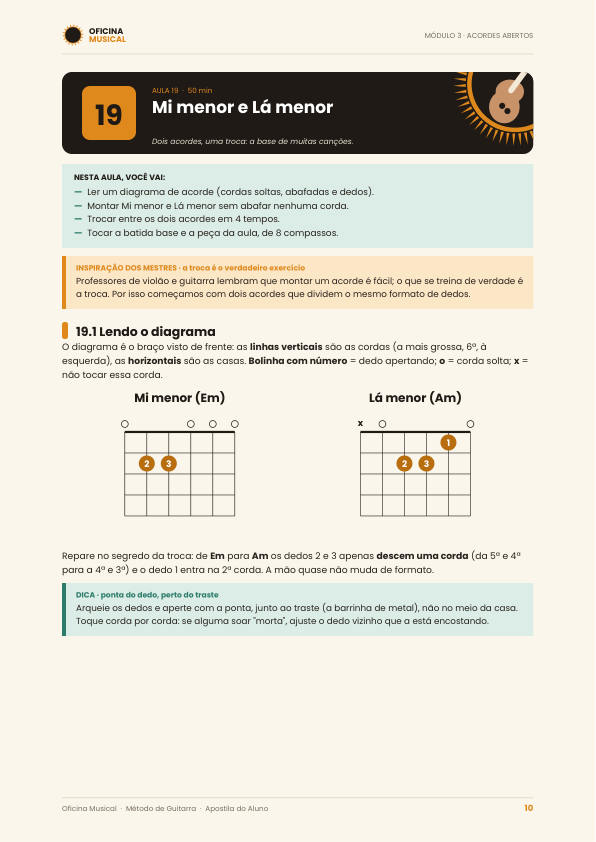 OFICINA
MUSICAL
MÓDULO 3 · ACORDES ABERTOS
19
AULA 19 · 50 min
Mi menor e Lá menor
Dois acordes, uma troca: a base de muitas canções.
NESTA AULA, VOCÊ VAI:
— Ler um diagrama de acorde (cordas soltas, abafadas e dedos).
— Montar Mi menor e Lá menor sem abafar nenhuma corda.
— Trocar entre os dois acordes em 4 tempos.
— Tocar a batida base e a peça da aula, de 8 compassos.
INSPIRAÇÃO DOS MESTRES · a troca é o verdadeiro exercício
Professores de violão e guitarra lembram que montar um acorde é fácil; o que se treina de verdade é
a troca. Por isso começamos com dois acordes que dividem o mesmo formato de dedos.
19.1 Lendo o diagrama
O diagrama é o braço visto de frente: as linhas verticais são as cordas (a mais grossa, 6ª, à
esquerda), as horizontais são as casas. Bolinha com número = dedo apertando; o = corda solta; x =
não tocar essa corda.
Mi menor (Em)
2 3
Lá menor (Am)
x
1
2 3
Repare no segredo da troca: de Em para Am os dedos 2 e 3 apenas descem uma corda (da 5ª e 4ª
para a 4ª e 3ª) e o dedo 1 entra na 2ª corda. A mão quase não muda de formato.
DICA · ponta do dedo, perto do traste
Arqueie os dedos e aperte com a ponta, junto ao traste (a barrinha de metal), não no meio da casa.
Toque corda por corda: se alguma soar "morta", ajuste o dedo vizinho que a está encostando.
Oficina Musical · Método de Guitarra · Apostila do Aluno
10